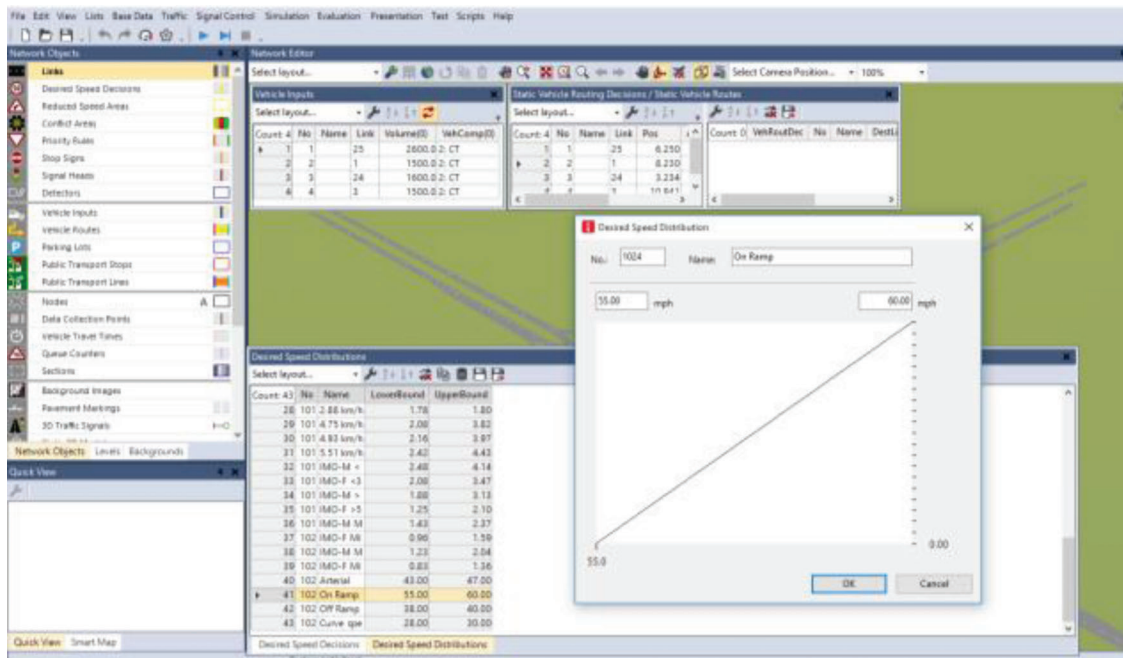 File Edit View Lists Base Data Traffic Signal Control Simulation Evaluation Presentation Test Scripts Help
Network Objects
Network Editor
Links
Select layout...
Select Camera Position... 100%
Desired Speed Decisions
Reduced Speed Areas
Conflict Areas
Priority Rules
Stop Signs
Signal Heads
Detectors
Vehicle Inputs
Vehicle Routes
Parking Lots
Public Transport Stops
Public Transport Lines
Nodes A
Data Collection Points
Vehicle Travel Times
Queue Counters
Sections
Background Images
Pavement Markings
3D Traffic Signals
Network Objects Levels Backgrounds
Quick View
Quick View Smart Map
Vehicle Inputs
Select layout...
Count: 4 No Name Link Volume(0) VehComp(0)
1 1 25 2600.0 2: CT
2 2 1 1500.0 2: CT
3 3 24 1600.0 2: CT
4 4 3 1500.0 2: CT
Static Vehicle Routing Decisions / Static Vehicle Routes
Select layout...
Count: 4 No Name Link Pos
1 1 25 6.250
2 2 1 8.230
3 3 24 3.234
Count: 0 VehRoutDec No Name DestLi
Desired Speed Distribution
No.: 1024 Name: On Ramp
55.00 mph 60.00 mph
0.00
55.0
OK Cancel
Desired Speed Distributions
Select layout...
Count: 43 No Name LowerBound UpperBound
28 101 2.88 km/h 1.78 1.80
29 101 4.75 km/h 2.08 3.82
30 101 4.93 km/h 2.16 3.97
31 101 5.51 km/h 2.42 4.43
32 101 IMO-M < 2.48 4.14
33 101 IMO-F <3 2.08 3.47
34 101 IMO-M > 1.88 3.13
35 101 IMO-F >5 1.25 2.10
36 101 IMO-M M 1.43 2.37
37 102 IMO-F Mi 0.96 1.59
38 102 IMO-M M 1.23 2.04
39 102 IMO-F Mi 0.83 1.36
40 102 Arterial 43.00 47.00
41 102 On Ramp 55.00 60.00
42 102 Off Ramp 38.00 40.00
43 102 Curve spe 28.00 30.00
Desired Speed Decisions Desired Speed Distributions